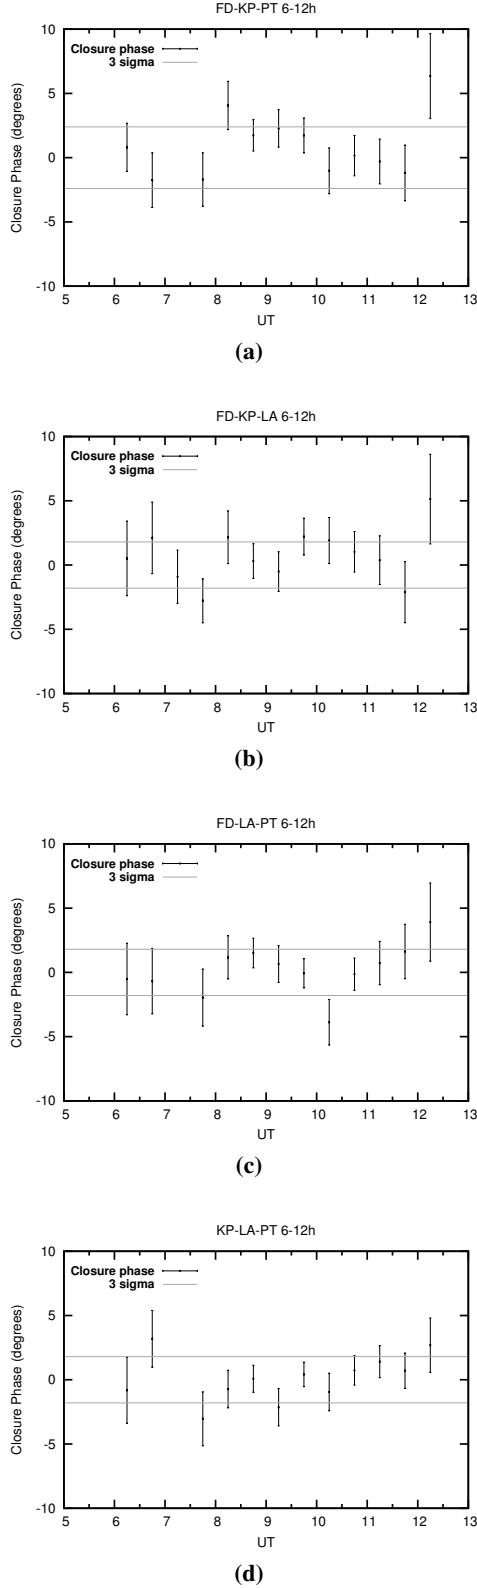 FD-KP-PT 6-12h
10
Closure phase
3 sigma
5
0
-5
-10
Closure Phase (degrees)
5 6 7 8 9 10 11 12 13
UT
(a)
FD-KP-LA 6-12h
10
Closure phase
3 sigma
5
0
-5
-10
Closure Phase (degrees)
5 6 7 8 9 10 11 12 13
UT
(b)
FD-LA-PT 6-12h
10
Closure phase
3 sigma
5
0
-5
-10
Closure Phase (degrees)
5 6 7 8 9 10 11 12 13
UT
(c)
KP-LA-PT 6-12h
10
Closure phase
3 sigma
5
0
-5
-10
Closure Phase (degrees)
5 6 7 8 9 10 11 12 13
UT
(d)